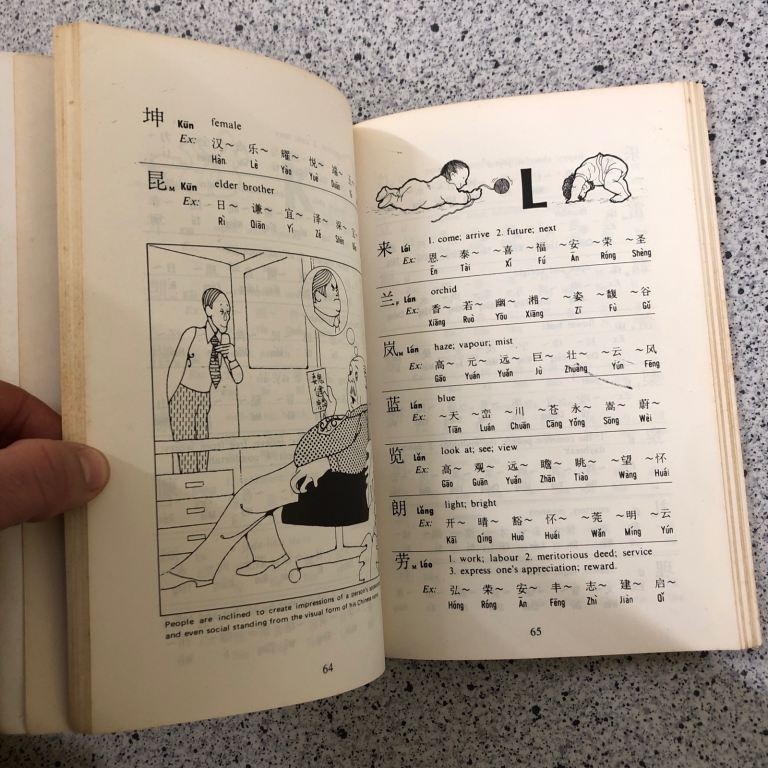 坤 Kūn female
Ex: 汉～ 乐～ 耀～ 悦～
Hàn Lè Yào Yuè
昆M Kūn elder brother
Ex: 日～ 谦～ 宜～ 泽～
Rì Qiān Yí Zé
People are inclined to create impressions of a person's
and even social standing from the visual form of his Chinese
64
L
来 Lái 1. come; arrive 2. future; next
Ex: 恩～ 泰～ ～喜 ～福 ～安 ～荣 ～圣
Ēn Tài Xǐ Fú Ān Róng Shèng
兰F Lán orchid
Ex: 香～ 若～ 幽～ 湘～ ～姿 ～馥 ～谷
Xiāng Ruò Yōu Xiāng Zī Fù Gǔ
岚M Lán haze; vapour; mist
Ex: 高～ 元～ 远～ 巨～ 壮～ ～云 ～风
Gāo Yuán Yuǎn Jù Zhuàng Yún Fēng
蓝 Lán blue
Ex: ～天 峦～ ～川 ～苍 永～ 嵩～ 蔚～
Tiān Luán Chuān Cāng Yǒng Sōng Wèi
览 Lǎn look at; see; view
Ex: 高～ 观～ 远～ 瞻～ 眺～ ～望 ～怀
Gāo Guān Yuǎn Zhān Tiào Wàng Huái
朗 Lǎng light; bright
Ex: 开～ 晴～ 豁～ 怀～ ～莞 ～明 ～云
Kāi Qíng Huò Huái Wǎn Míng Yún
劳M Láo 1. work; labour 2. meritorious deed; service
3. express one's appreciation; reward.
Ex: 弘～ 荣～ 安～ 丰～ 志～ 建～ 启～
Hóng Róng Ān Fēng Zhì Jiàn Qǐ
65